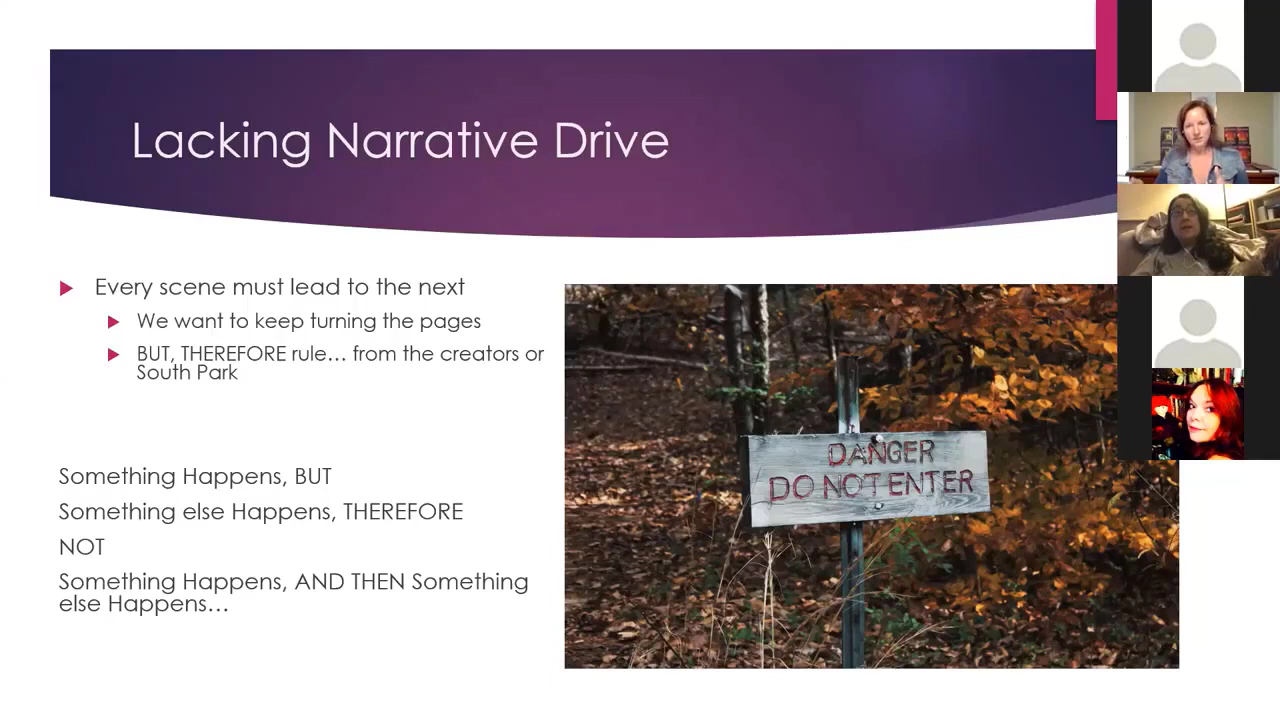 Lacking Narrative Drive
Every scene must lead to the next
We want to keep turning the pages
BUT, THEREFORE rule… from the creators or
South Park
Something Happens, BUT
Something else Happens, THEREFORE
NOT
Something Happens, AND THEN Something
else Happens…
DANGER
DO NOT ENTER